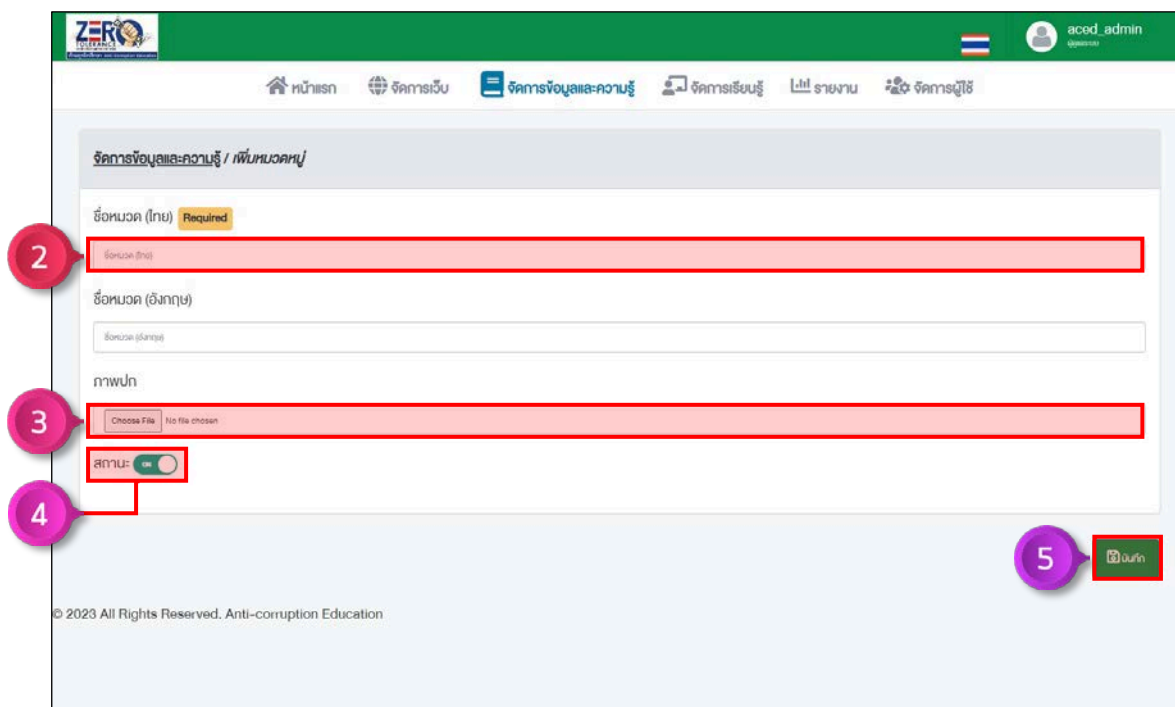 ZERO
TOLERANCE
aced_admin
ผู้ดูแลระบบ
หน้าแรก จัดการเว็บ จัดการข้อมูลและความรู้ จัดการเรียนรู้ รายงาน จัดการผู้ใช้
จัดการข้อมูลและความรู้ / เพิ่มหมวดหมู่
ชื่อหมวด (ไทย) Required
2
ชื่อหมวด (ไทย)
ชื่อหมวด (อังกฤษ)
ชื่อหมวด (อังกฤษ)
ภาพปก
3
Choose File No file chosen
สถานะ ON
4
5
บันทึก
© 2023 All Rights Reserved. Anti-corruption Education